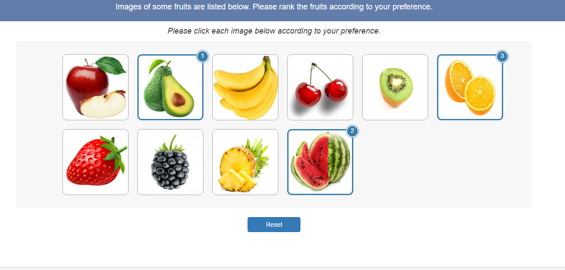 Images of some fruits are listed below. Please rank the fruits according to your preference.
Please click each image below according to your preference.
1
3
2
Reset